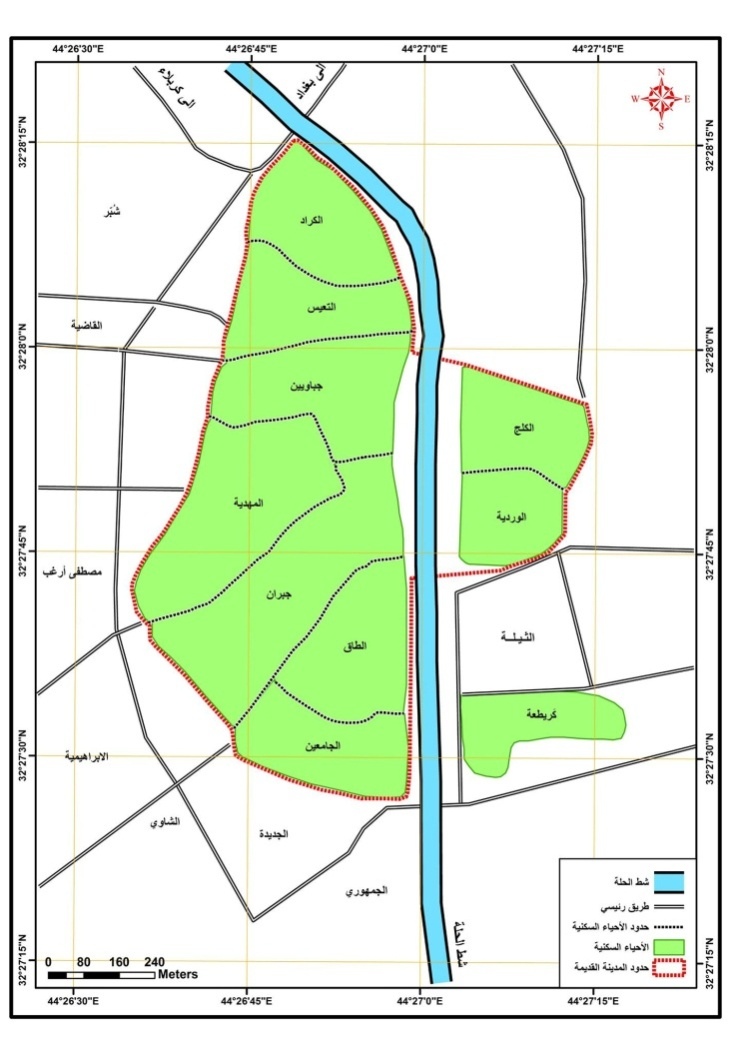 44°26'30"E
44°26'45"E
44°27'0"E
44°27'15"E
N
W
E
S
الى كربلاء
الى بغداد
32°28'15"N
32°28'15"N
شبّر
الكراد
التعيس
القاضية
32°28'0"N
32°28'0"N
جباويين
الكلج
المهدية
الوردية
32°27'45"N
32°27'45"N
مصطفى أرغب
جبران
الطاق
الثيلــة
كريطعة
الجامعين
الابراهيمية
32°27'30"N
32°27'30"N
الشاوي
الجديدة
الجمهوري
شط الحلة
شط الحلة
طريق رئيسي
حدود الأحياء السكنية
الأحياء السكنية
حدود المدينة القديمة
32°27'15"N
32°27'15"N
0 80 160 240
Meters
44°26'30"E
44°26'45"E
44°27'0"E
44°27'15"E